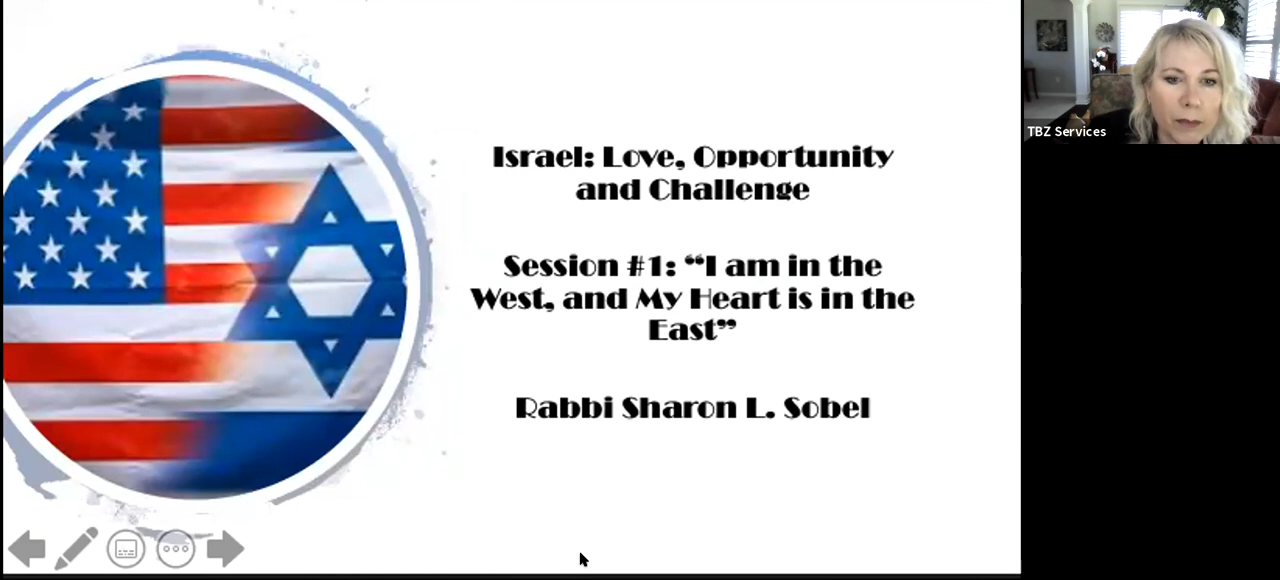 Israel: Love, Opportunity
and Challenge
Session #1: “I am in the
West, and My Heart is in the
East”
Rabbi Sharon L. Sobel
TBZ Services